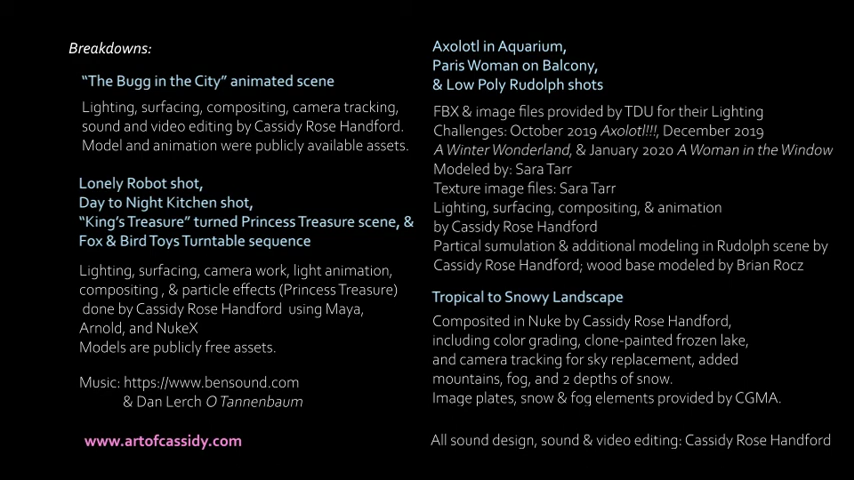 Breakdowns:
“The Bugg in the City” animated scene
Lighting, surfacing, compositing, camera tracking,
sound and video editing by Cassidy Rose Handford.
Model and animation were publicly available assets.
Lonely Robot shot,
Day to Night Kitchen shot,
“King’s Treasure” turned Princess Treasure scene, &
Fox & Bird Toys Turntable sequence
Lighting, surfacing, camera work, light animation,
compositing , & particle effects (Princess Treasure)
done by Cassidy Rose Handford using Maya,
Arnold, and NukeX
Models are publicly free assets.
Music: https://www.bensound.com
& Dan Lerch O Tannenbaum
www.artofcassidy.com
Axolotl in Aquarium,
Paris Woman on Balcony,
& Low Poly Rudolph shots
FBX & image files provided by TDU for their Lighting
Challenges: October 2019 Axolotl!!!, December 2019
A Winter Wonderland, & January 2020 A Woman in the Window
Modeled by: Sara Tarr
Texture image files: Sara Tarr
Lighting, surfacing, compositing, & animation
by Cassidy Rose Handford
Partical sumulation & additional modeling in Rudolph scene by
Cassidy Rose Handford; wood base modeled by Brian Rocz
Tropical to Snowy Landscape
Composited in Nuke by Cassidy Rose Handford,
including color grading, clone-painted frozen lake,
and camera tracking for sky replacement, added
mountains, fog, and 2 depths of snow.
Image plates, snow & fog elements provided by CGMA.
All sound design, sound & video editing: Cassidy Rose Handford